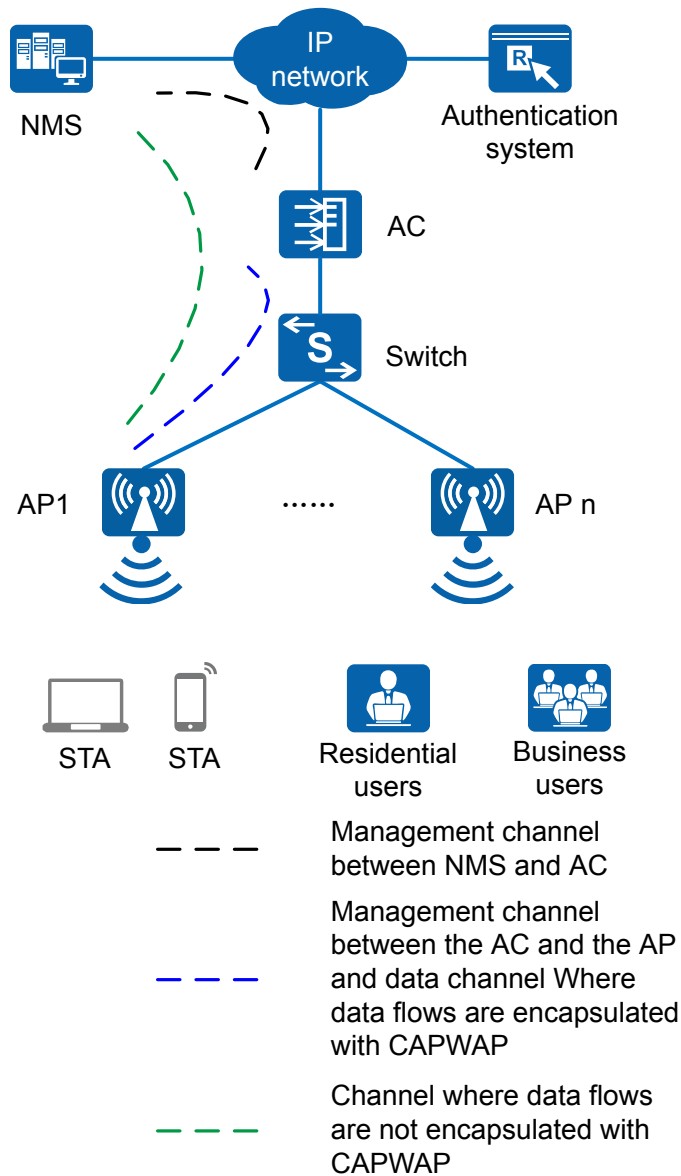 IP
network
NMS
R
Authentication
system
AC
S
Switch
AP1
......
AP n
STA
STA
Residential
users
Business
users
Management channel
between NMS and AC
Management channel
between the AC and the AP
and data channel Where
data flows are encapsulated
with CAPWAP
Channel where data flows
are not encapsulated with
CAPWAP